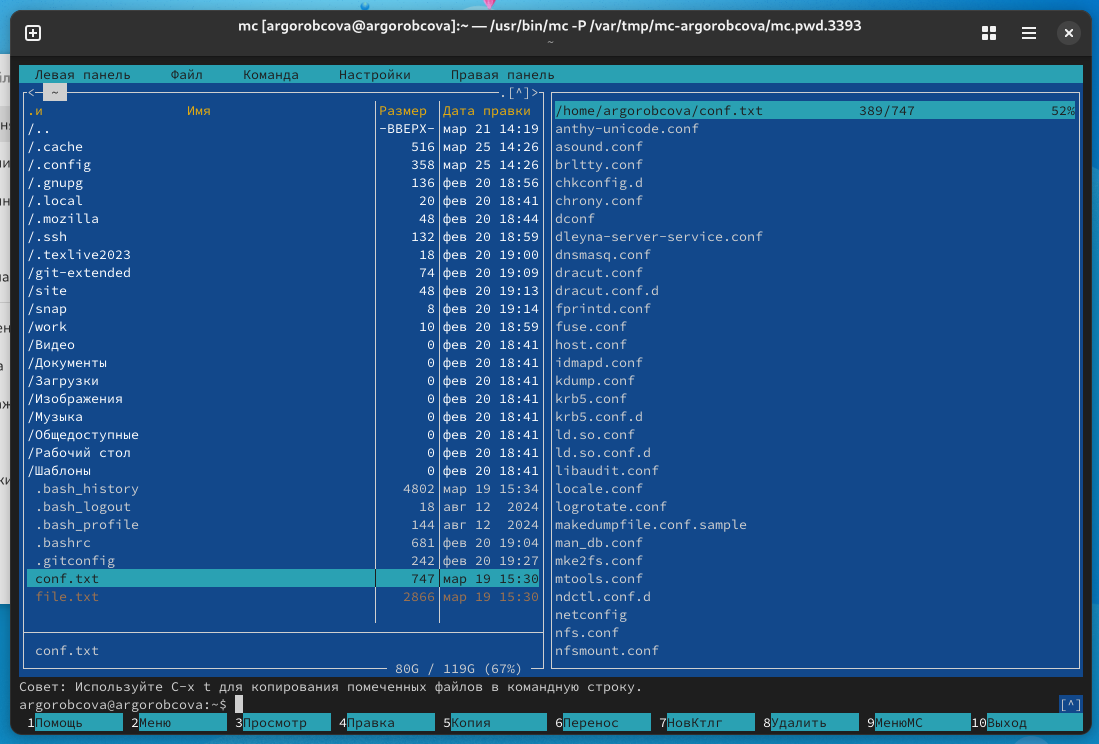 mc [argorobcova@argorobcova]:~ — /usr/bin/mc -P /var/tmp/mc-argorobcova/mc.pwd.3393
~
Левая панель Файл Команда Настройки Правая панель
<─ ~ .[^]>
.и Имя Размер Дата правки
/.. -ВВЕРХ- мар 21 14:19
/.cache 516 мар 25 14:26
/.config 358 мар 25 14:26
/.gnupg 136 фев 20 18:56
/.local 20 фев 20 18:41
/.mozilla 48 фев 20 18:44
/.ssh 132 фев 20 18:59
/.texlive2023 18 фев 20 19:00
/git-extended 74 фев 20 19:09
/site 48 фев 20 19:13
/snap 8 фев 20 19:14
/work 10 фев 20 18:59
/Видео 0 фев 20 18:41
/Документы 0 фев 20 18:41
/Загрузки 0 фев 20 18:41
/Изображения 0 фев 20 18:41
/Музыка 0 фев 20 18:41
/Общедоступные 0 фев 20 18:41
/Рабочий стол 0 фев 20 18:41
/Шаблоны 0 фев 20 18:41
.bash_history 4802 мар 19 15:34
.bash_logout 18 авг 12 2024
.bash_profile 144 авг 12 2024
.bashrc 681 фев 20 19:04
.gitconfig 242 фев 20 19:27
conf.txt 747 мар 19 15:30
file.txt 2866 мар 19 15:30
conf.txt
80G / 119G (67%)
/home/argorobcova/conf.txt 389/747 52%
anthy-unicode.conf
asound.conf
brltty.conf
chkconfig.d
chrony.conf
dconf
dleyna-server-service.conf
dnsmasq.conf
dracut.conf
dracut.conf.d
fprintd.conf
fuse.conf
host.conf
idmapd.conf
kdump.conf
krb5.conf
krb5.conf.d
ld.so.conf
ld.so.conf.d
libaudit.conf
locale.conf
logrotate.conf
makedumpfile.conf.sample
man_db.conf
mke2fs.conf
mtools.conf
ndctl.conf.d
netconfig
nfs.conf
nfsmount.conf
Совет: Используйте C-x t для копирования помеченных файлов в командную строку.
argorobcova@argorobcova:~$ [^]
1Помощь 2Меню 3Просмотр 4Правка 5Копия 6Перенос 7НовКтлг 8Удалить 9МенюМС 10Выход